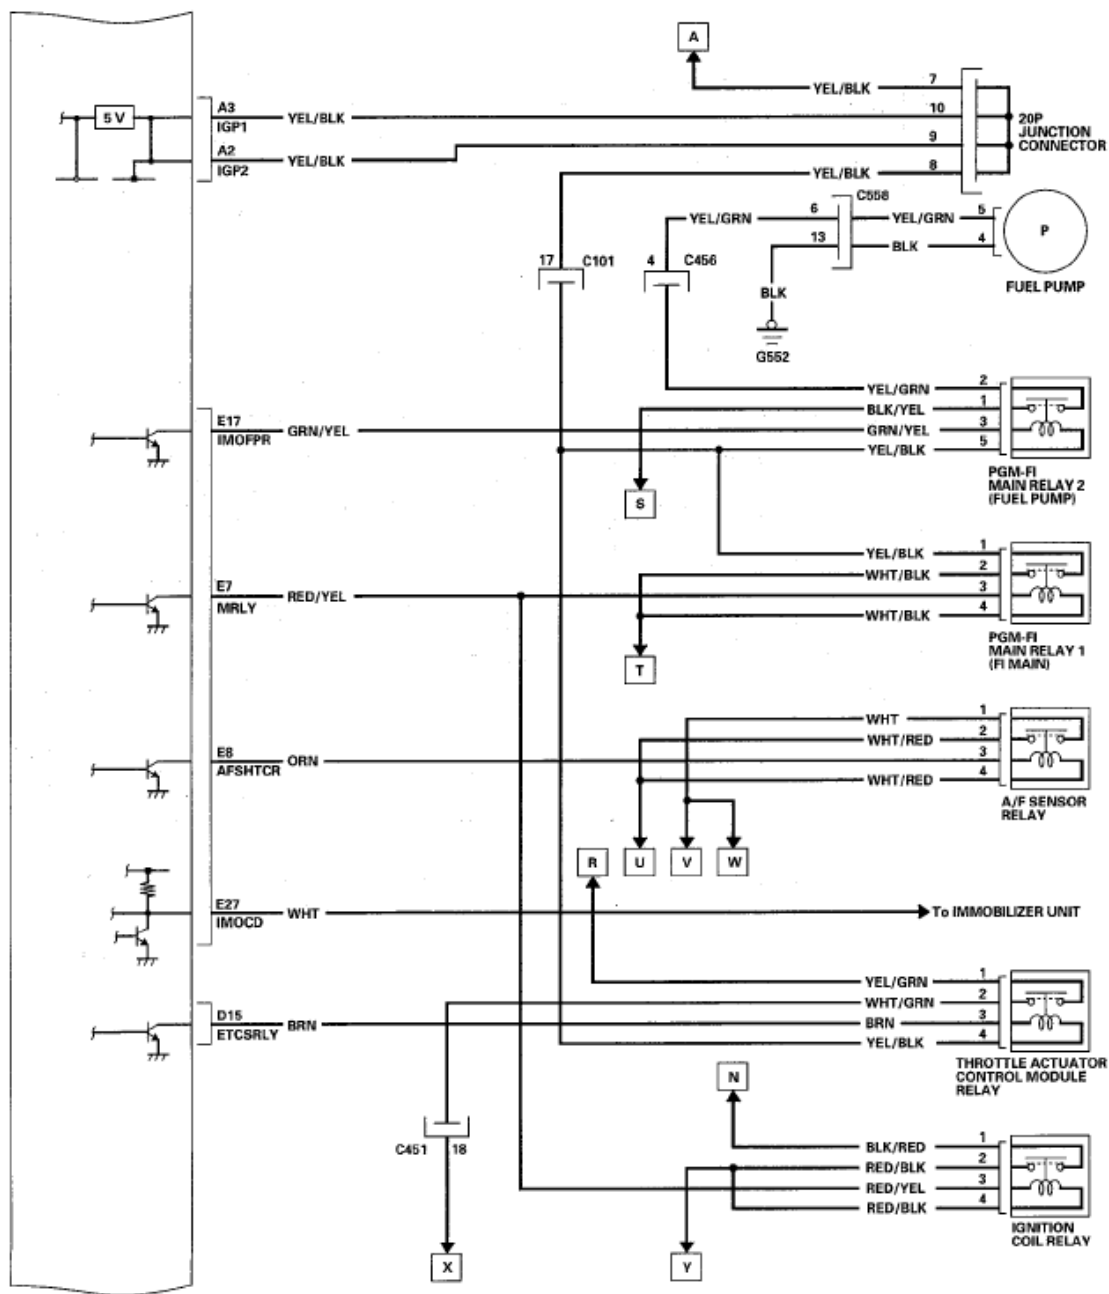 A
YEL/BLK 7
5 V
A3
IGP1
YEL/BLK
10
20P
JUNCTION
CONNECTOR
A2
IGP2
YEL/BLK
9
YEL/BLK 8
C558
YEL/GRN 6
YEL/GRN 5
13
BLK 4
P
FUEL PUMP
17 C101
4 C456
BLK
G552
YEL/GRN 2
BLK/YEL 1
E17
IMOFPR
GRN/YEL
GRN/YEL 3
YEL/BLK 5
PGM-FI
MAIN RELAY 2
(FUEL PUMP)
S
YEL/BLK 1
WHT/BLK 2
E7
MRLY
RED/YEL
3
WHT/BLK 4
PGM-FI
MAIN RELAY 1
(FI MAIN)
T
WHT 1
WHT/RED 2
E8
AFSHTCR
ORN
3
WHT/RED 4
A/F SENSOR
RELAY
R
U
V
W
E27
IMOCD
WHT
To IMMOBILIZER UNIT
YEL/GRN 1
WHT/GRN 2
D15
ETCSRLY
BRN
BRN 3
YEL/BLK 4
THROTTLE ACTUATOR
CONTROL MODULE
RELAY
N
C451 18
BLK/RED 1
RED/BLK 2
RED/YEL 3
RED/BLK 4
IGNITION
COIL RELAY
X
Y